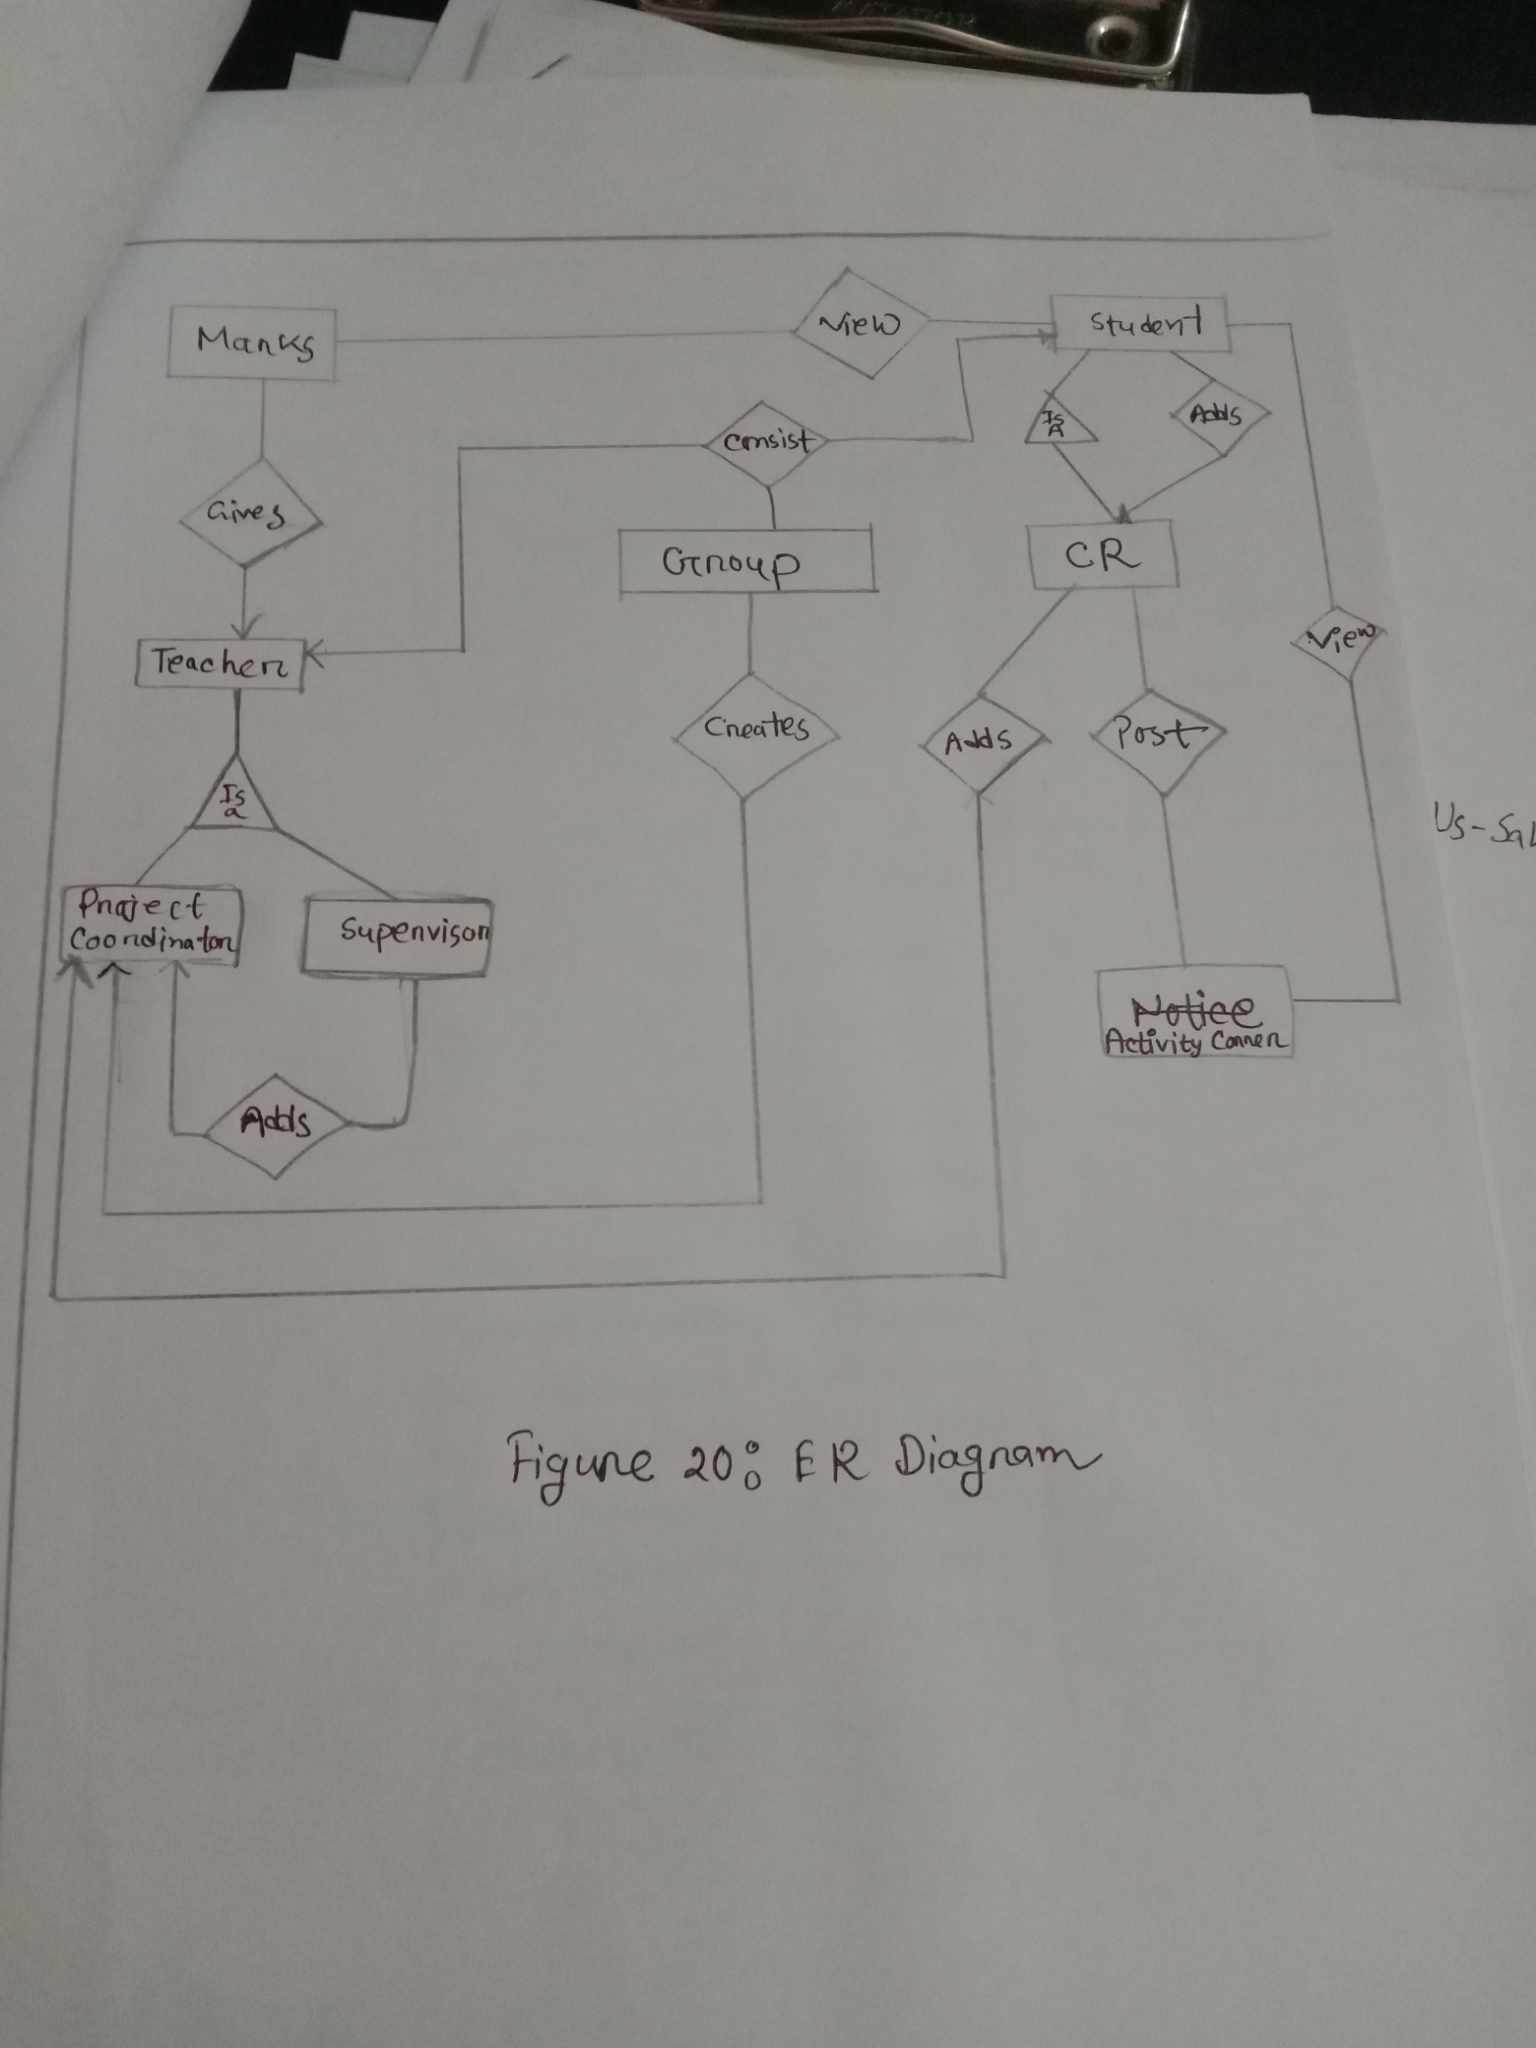 Marks
View
Student
Consist
Is
A
Adds
Gives
Group
CR
Teacher
View
Creates
Adds
Post
Is
a
Us-Sal
Project
Coordinator
Supervisor
Notice
Activity Corner
Adds
Figure 20: ER Diagram